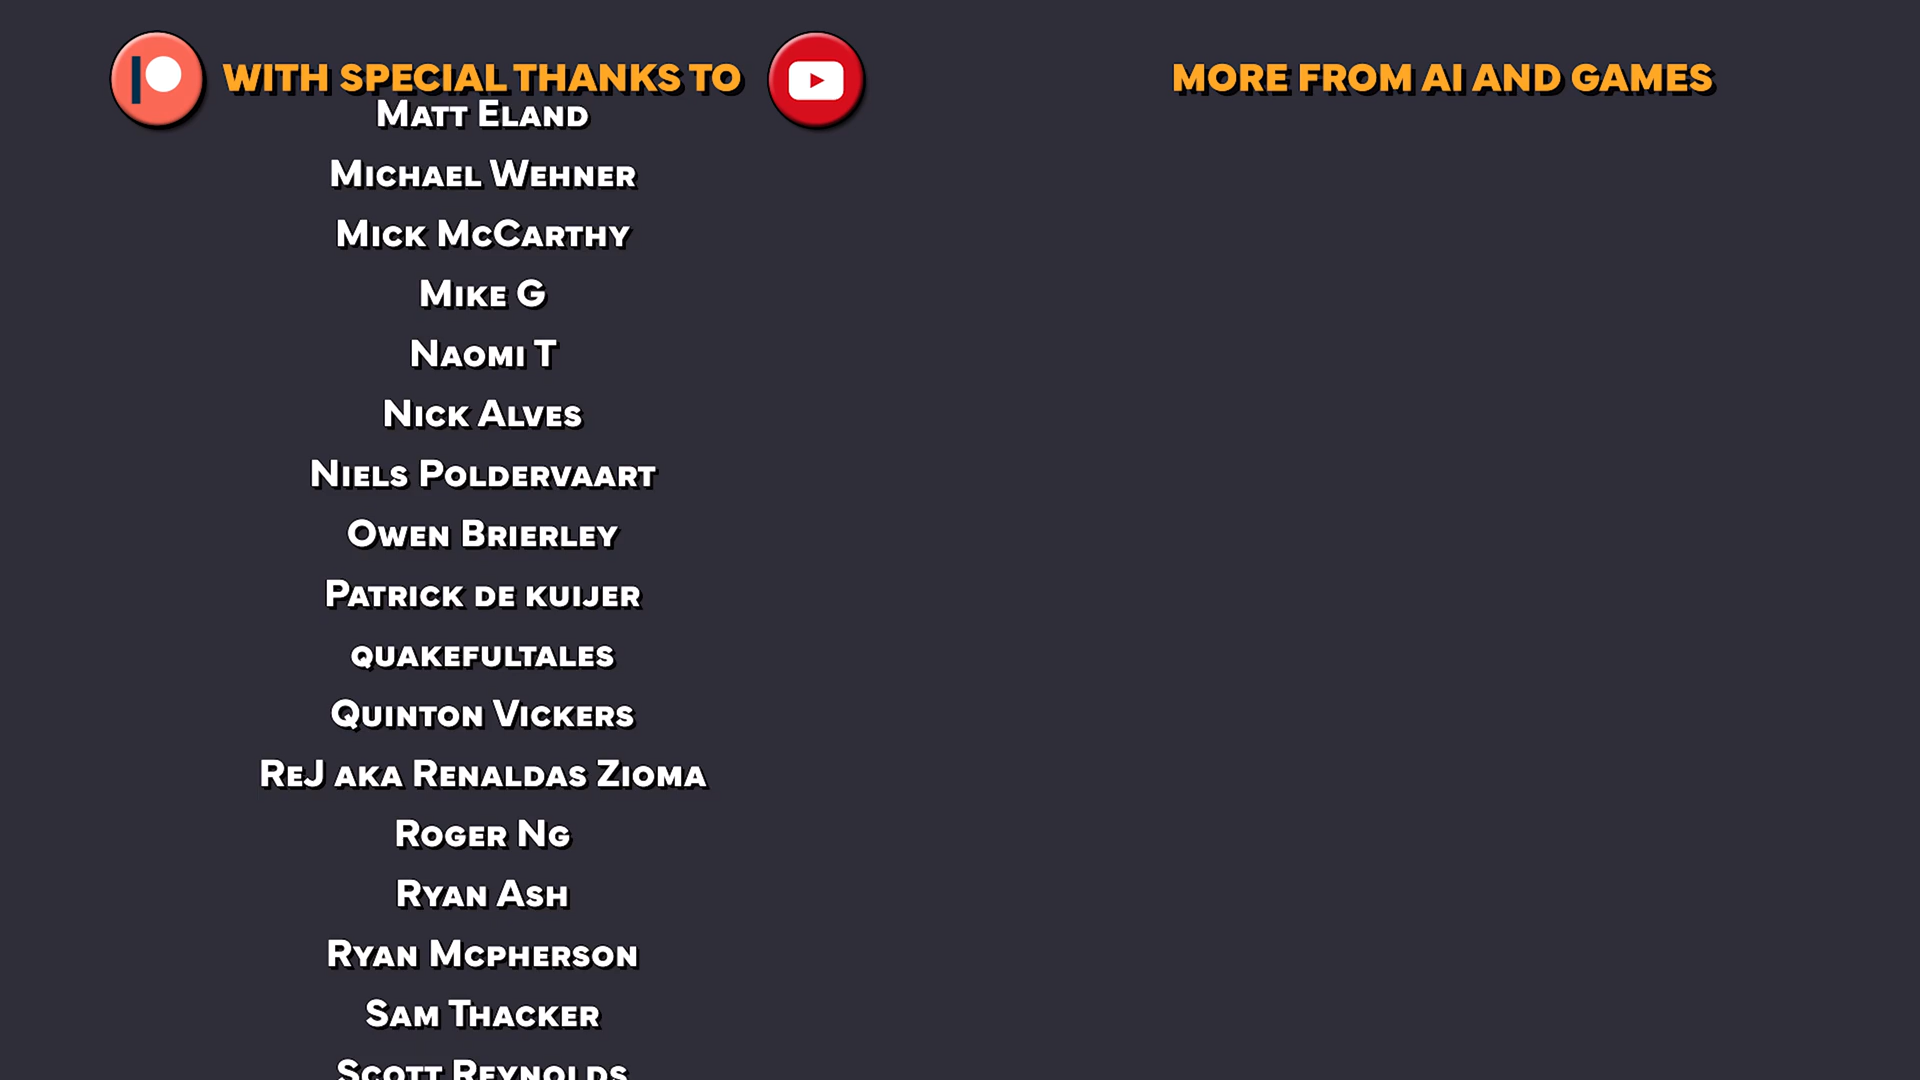 WITH SPECIAL THANKS TO
Matt Eland
Michael Wehner
Mick McCarthy
Mike G
Naomi T
Nick Alves
Niels Poldervaart
Owen Brierley
Patrick de kuijer
quakefultales
Quinton Vickers
ReJ aka Renaldas Zioma
Roger Ng
Ryan Ash
Ryan Mcpherson
Sam Thacker
Scott Reynolds
MORE FROM AI AND GAMES